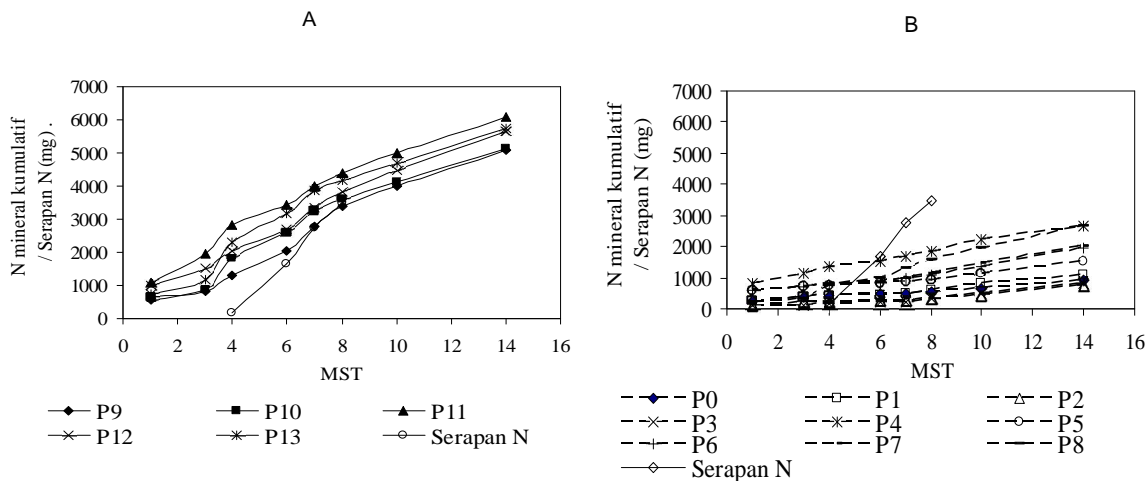 A
N mineral kumulatif
/ Serapan N (mg) .
7000
6000
5000
4000
3000
2000
1000
0
0 2 4 6 8 10 12 14 16
MST
P9 P10 P11
P12 P13 Serapan N
B
N mineral kumulatif
/ Serapan N (mg)
7000
6000
5000
4000
3000
2000
1000
0
0 2 4 6 8 10 12 14 16
MST
P0 P1 P2
P3 P4 P5
P6 P7 P8
Serapan N